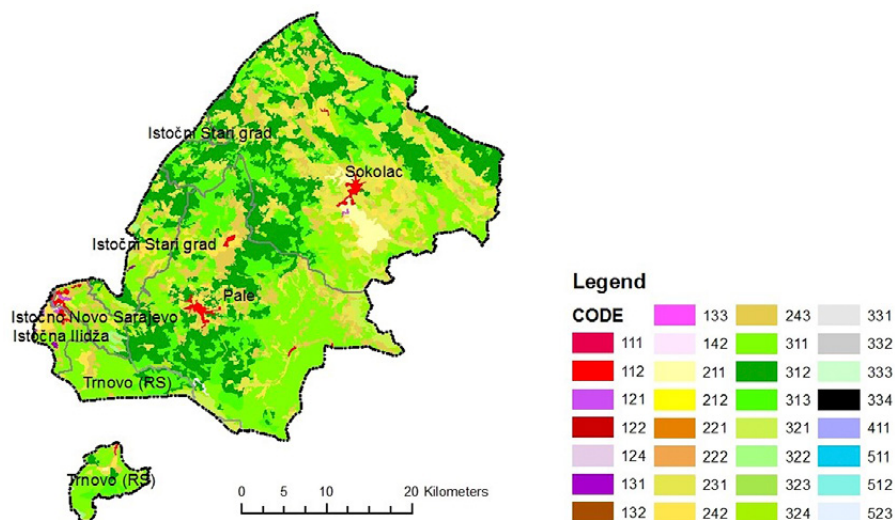 Istočni Stari grad
Sokolac
Istočni Stari grad
Pale
Istočno Novo Sarajevo
Istočna Ilidža
Trnovo (RS)
Trnovo (RS)
0 5 10 20 Kilometers
Legend
CODE
111
112
121
122
124
131
132
133
142
211
212
221
222
231
242
243
311
312
313
321
322
323
324
331
332
333
334
411
511
512
523